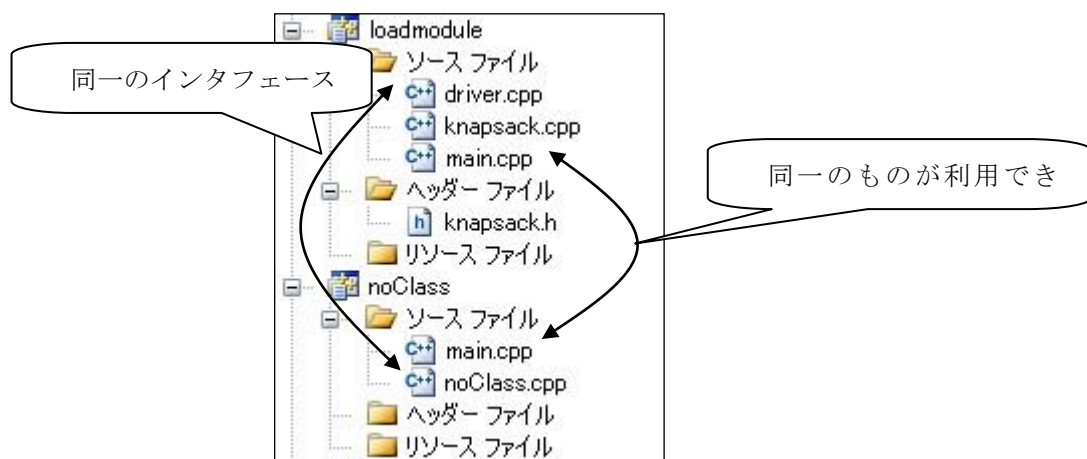 loadmodule
ソース ファイル
同一のインタフェース
driver.cpp
knapsack.cpp
main.cpp
同一のものが利用でき
ヘッダー ファイル
knapsack.h
リソース ファイル
noClass
ソース ファイル
main.cpp
noClass.cpp
ヘッダー ファイル
リソース ファイル